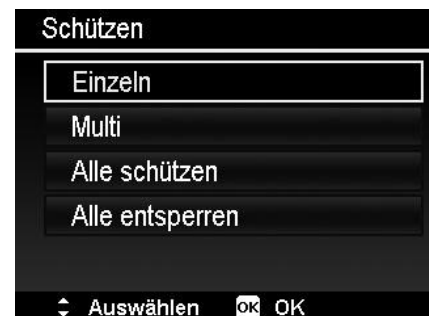 Schützen
Einzeln
Multi
Alle schützen
Alle entsperren
Auswählen OK OK